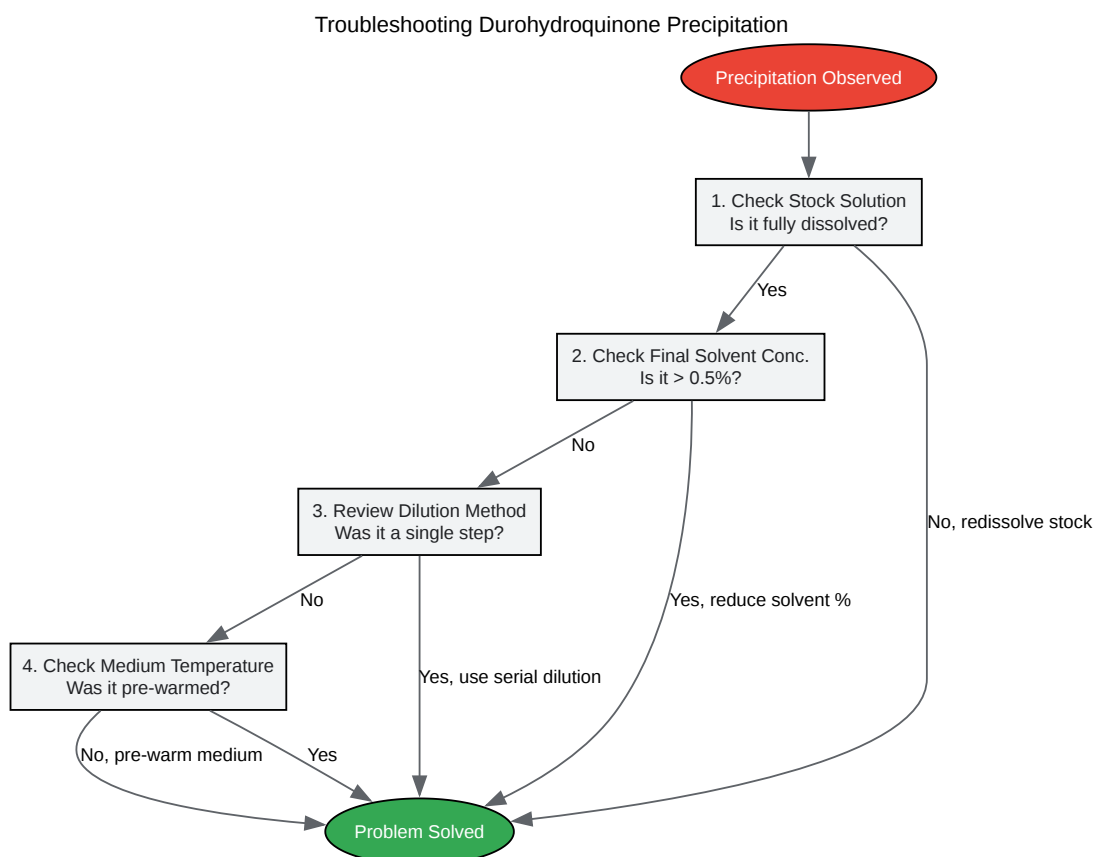 Troubleshooting Durohydroquinone Precipitation
Precipitation Observed
1. Check Stock Solution
Is it fully dissolved?
Yes
2. Check Final Solvent Conc.
Is it > 0.5%?
No
3. Review Dilution Method
Was it a single step?
No, redissolve stock
No
Yes, reduce solvent %
4. Check Medium Temperature
Was it pre-warmed?
Yes, use serial dilution
No, pre-warm medium
Yes
Problem Solved